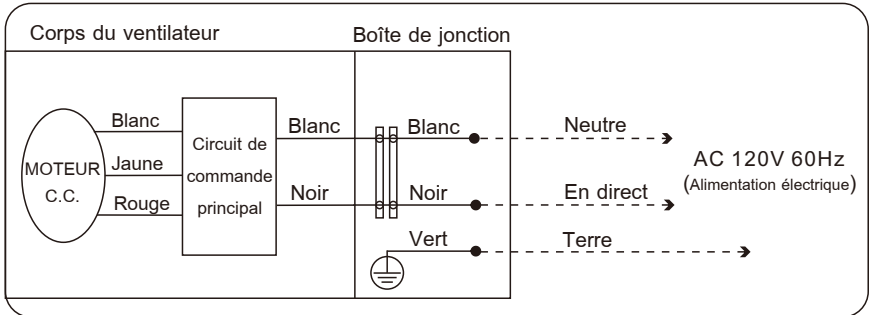 Corps du ventilateur
Boîte de jonction
Blanc
Blanc
Blanc
Neutre
MOTEUR
C.C.
Jaune
Circuit de
commande
principal
AC 120V 60Hz
(Alimentation électrique)
Rouge
Noir
Noir
En direct
Vert
Terre